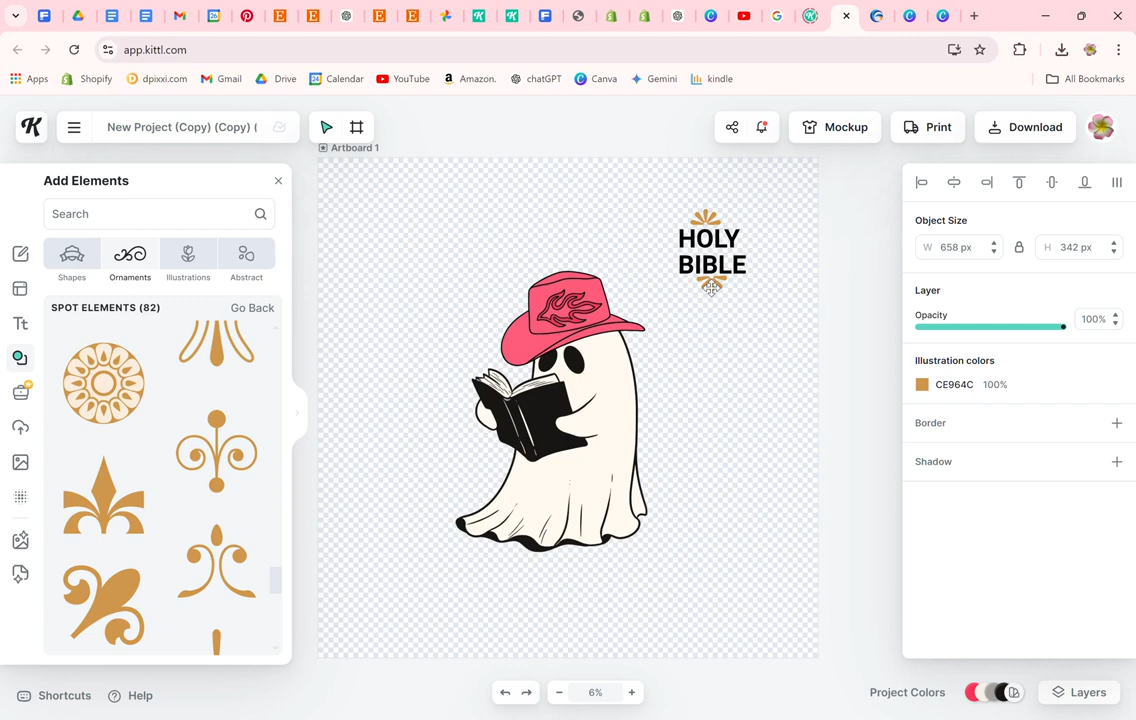 app.kittl.com
Apps
Shopify
dpixxi.com
Gmail
Drive
Calendar
YouTube
Amazon.
chatGPT
Canva
Gemini
kindle
All Bookmarks
New Project (Copy) (Copy) (
Mockup
Print
Download
Artboard 1
Add Elements
Search
Shapes
Ornaments
Illustrations
Abstract
SPOT ELEMENTS (82)
Go Back
HOLY
BIBLE
Object Size
W 658 px
H 342 px
Layer
Opacity
100%
Illustration colors
CE964C 100%
Border
Shadow
Shortcuts
Help
6%
Project Colors
Layers